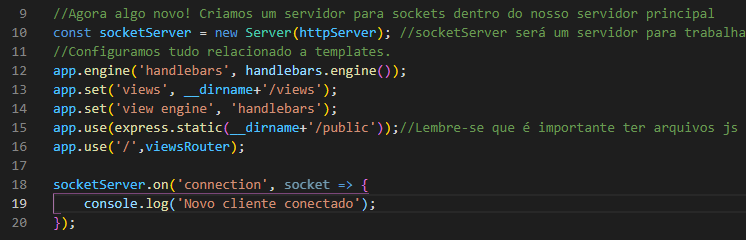 9 //Agora algo novo! Criamos um servidor para sockets dentro do nosso servidor principal
10 const socketServer = new Server(httpServer); //socketServer será um servidor para trabalha
11 //Configuramos tudo relacionado a templates.
12 app.engine('handlebars', handlebars.engine());
13 app.set('views', __dirname+'/views');
14 app.set('view engine', 'handlebars');
15 app.use(express.static(__dirname+'/public'));//Lembre-se que é importante ter arquivos js
16 app.use('/',viewsRouter);
17
18 socketServer.on('connection', socket => {
19     console.log('Novo cliente conectado');
20 });